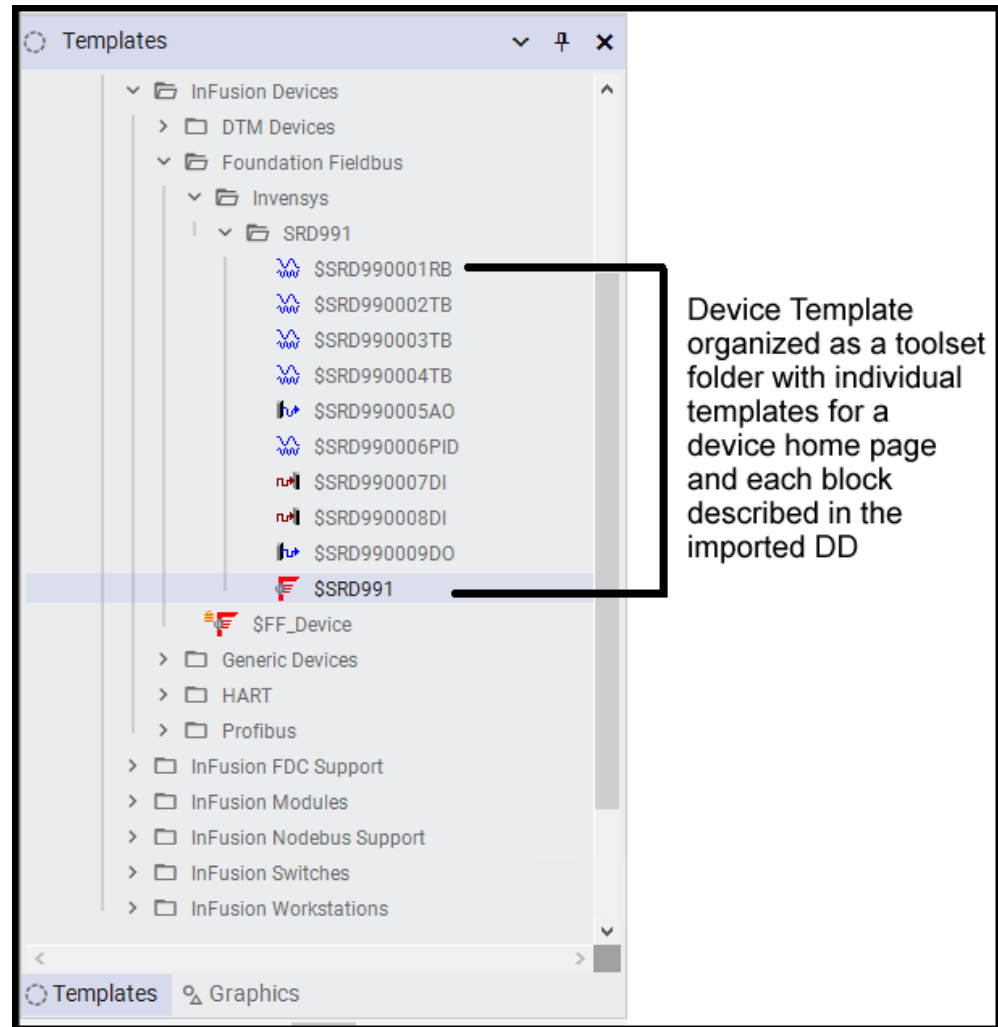 Templates
InFusion Devices
DTM Devices
Foundation Fieldbus
Invensys
SRD991
$SRD990001RB
$SRD990002TB
$SRD990003TB
$SRD990004TB
$SRD990005AO
$SRD990006PID
$SRD990007DI
$SRD990008DI
$SRD990009DO
$SRD991
$FF_Device
Generic Devices
HART
Profibus
InFusion FDC Support
InFusion Modules
InFusion Nodebus Support
InFusion Switches
InFusion Workstations
Templates Graphics
Device Template
organized as a toolset
folder with individual
templates for a
device home page
and each block
described in the
imported DD